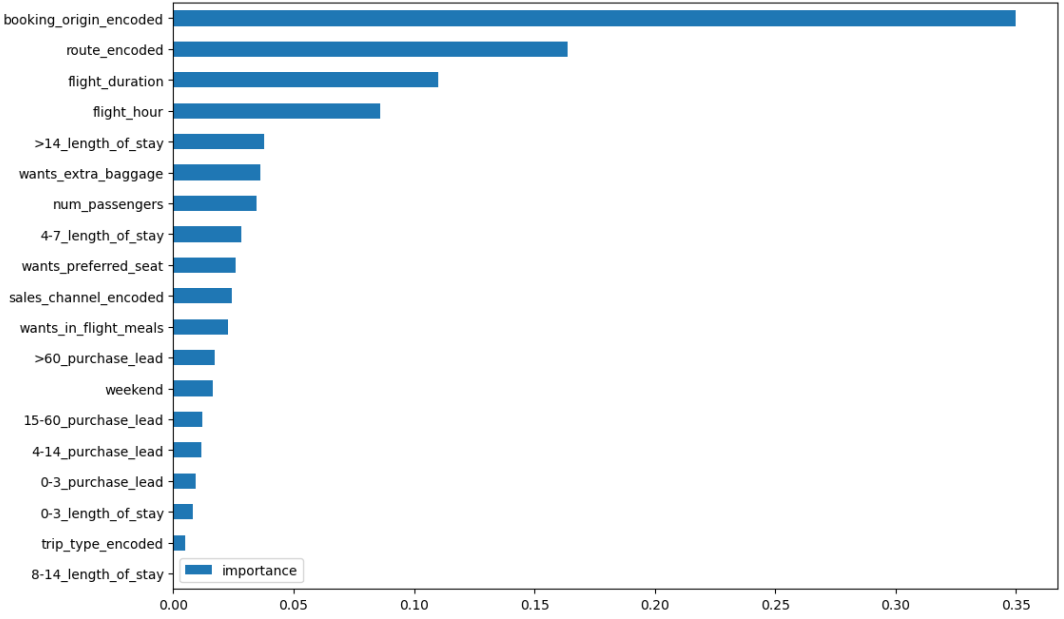 booking_origin_encoded
route_encoded
flight_duration
flight_hour
>14_length_of_stay
wants_extra_baggage
num_passengers
4-7_length_of_stay
wants_preferred_seat
sales_channel_encoded
wants_in_flight_meals
>60_purchase_lead
weekend
15-60_purchase_lead
4-14_purchase_lead
0-3_purchase_lead
0-3_length_of_stay
trip_type_encoded
8-14_length_of_stay
importance
0.00 0.05 0.10 0.15 0.20 0.25 0.30 0.35